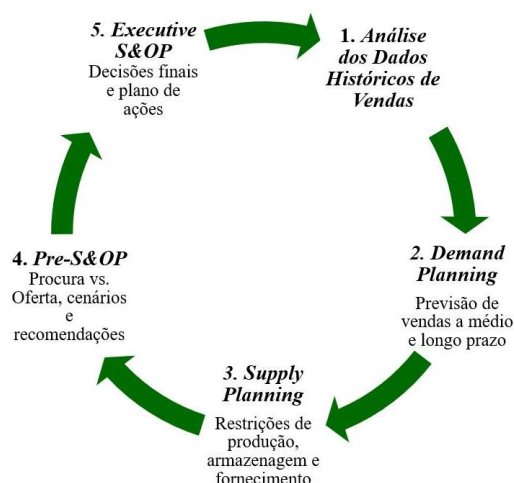 1. Análise
dos Dados
Históricos de
Vendas
2. Demand
Planning
Previsão de
vendas a médio
e longo prazo
3. Supply
Planning
Restrições de
produção,
armazenagem e
fornecimento
4. Pre-S&OP
Procura vs.
Oferta, cenários
e
recomendações
5. Executive
S&OP
Decisões finais
e plano de
ações